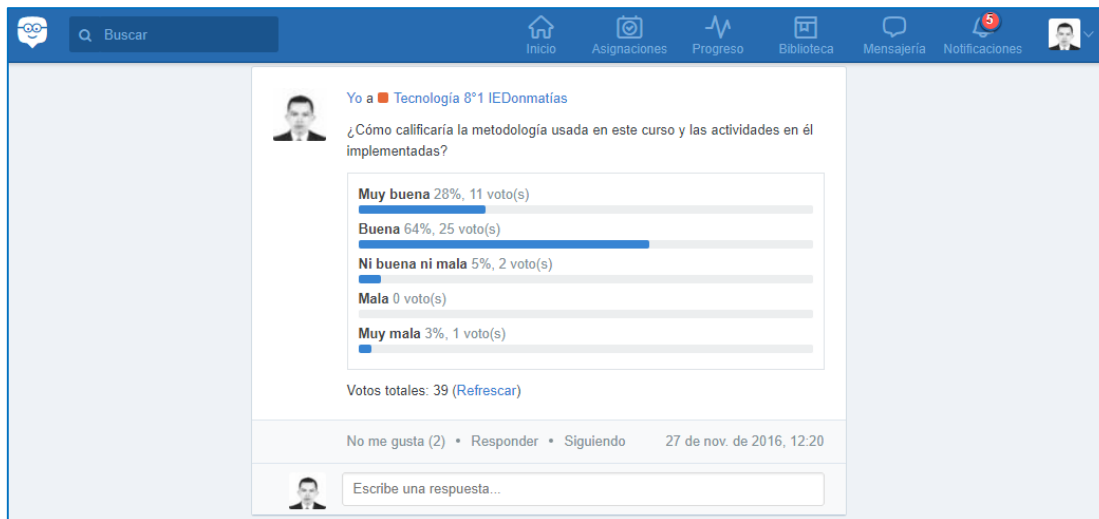 Buscar
Inicio
Asignaciones
Progreso
Biblioteca
Mensajería
5
Notificaciones
Yo a Tecnología 8°1 IEDonmatías
¿Cómo calificaría la metodología usada en este curso y las actividades en él
implementadas?
Muy buena 28%, 11 voto(s)
Buena 64%, 25 voto(s)
Ni buena ni mala 5%, 2 voto(s)
Mala 0 voto(s)
Muy mala 3%, 1 voto(s)
Votos totales: 39 (Refrescar)
No me gusta (2) • Responder • Siguiendo 27 de nov. de 2016, 12:20
Escribe una respuesta...